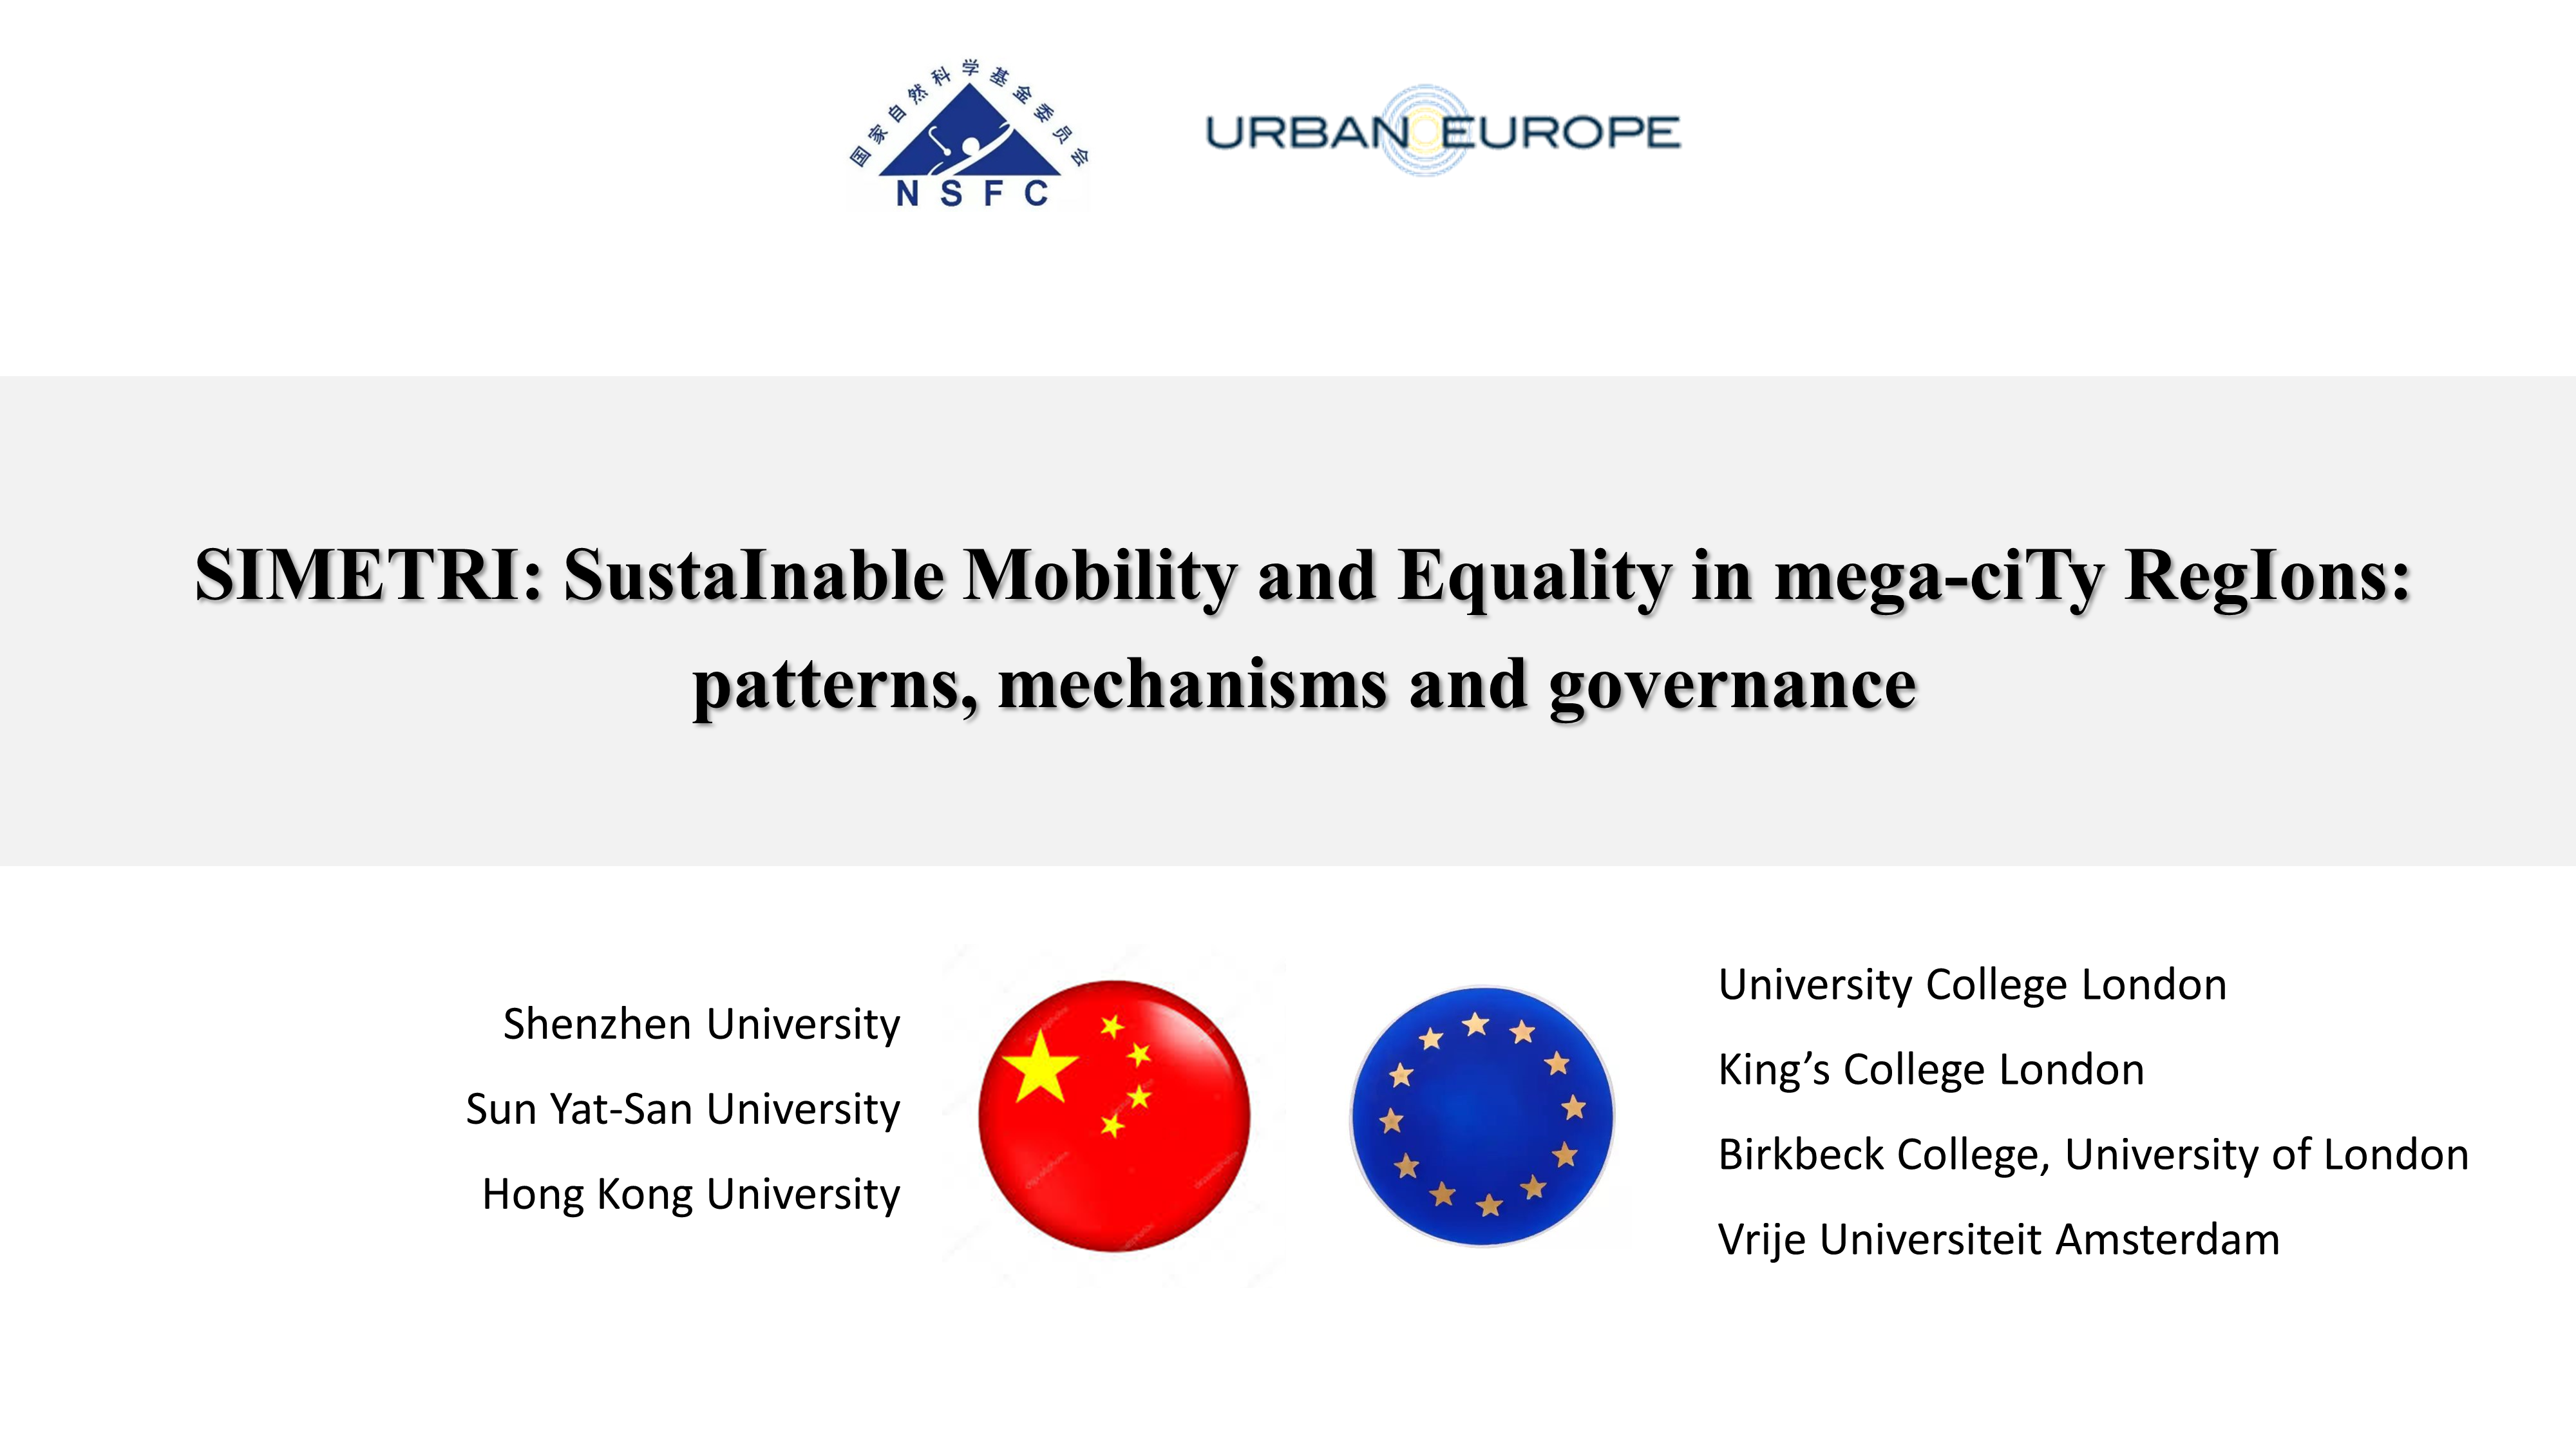 国家自然科学基金委员会
NSFC
URBAN EUROPE
SIMETRI: SustaInable Mobility and Equality in mega-ciTy RegIons:
patterns, mechanisms and governance
Shenzhen University
Sun Yat-San University
Hong Kong University
University College London
King’s College London
Birkbeck College, University of London
Vrije Universiteit Amsterdam